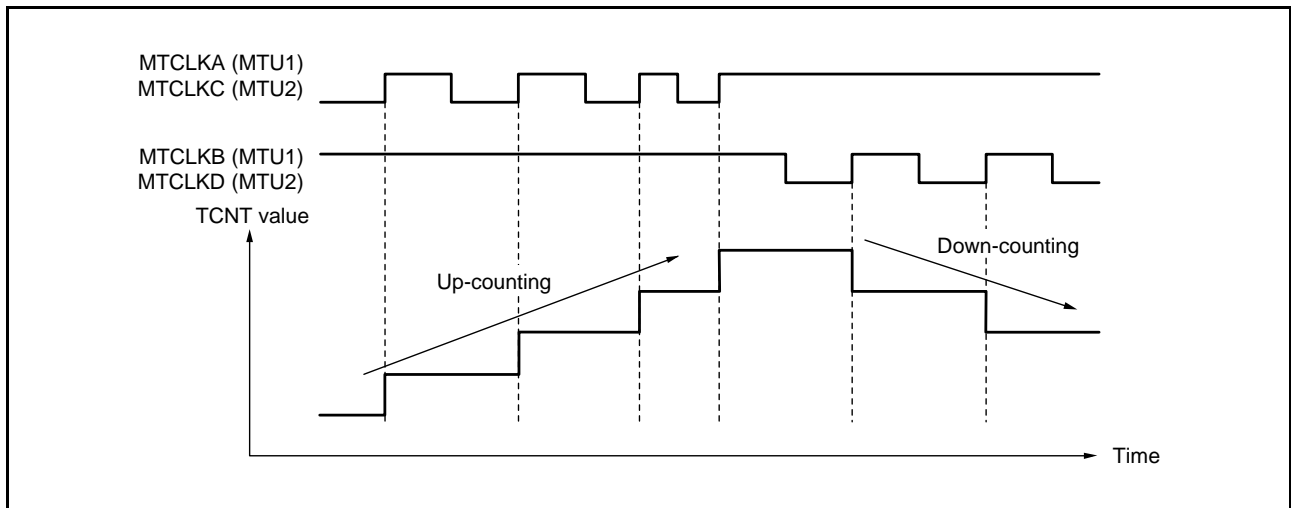 MTCLKA (MTU1)
MTCLKC (MTU2)
MTCLKB (MTU1)
MTCLKD (MTU2)
TCNT value
Up-counting
Down-counting
Time